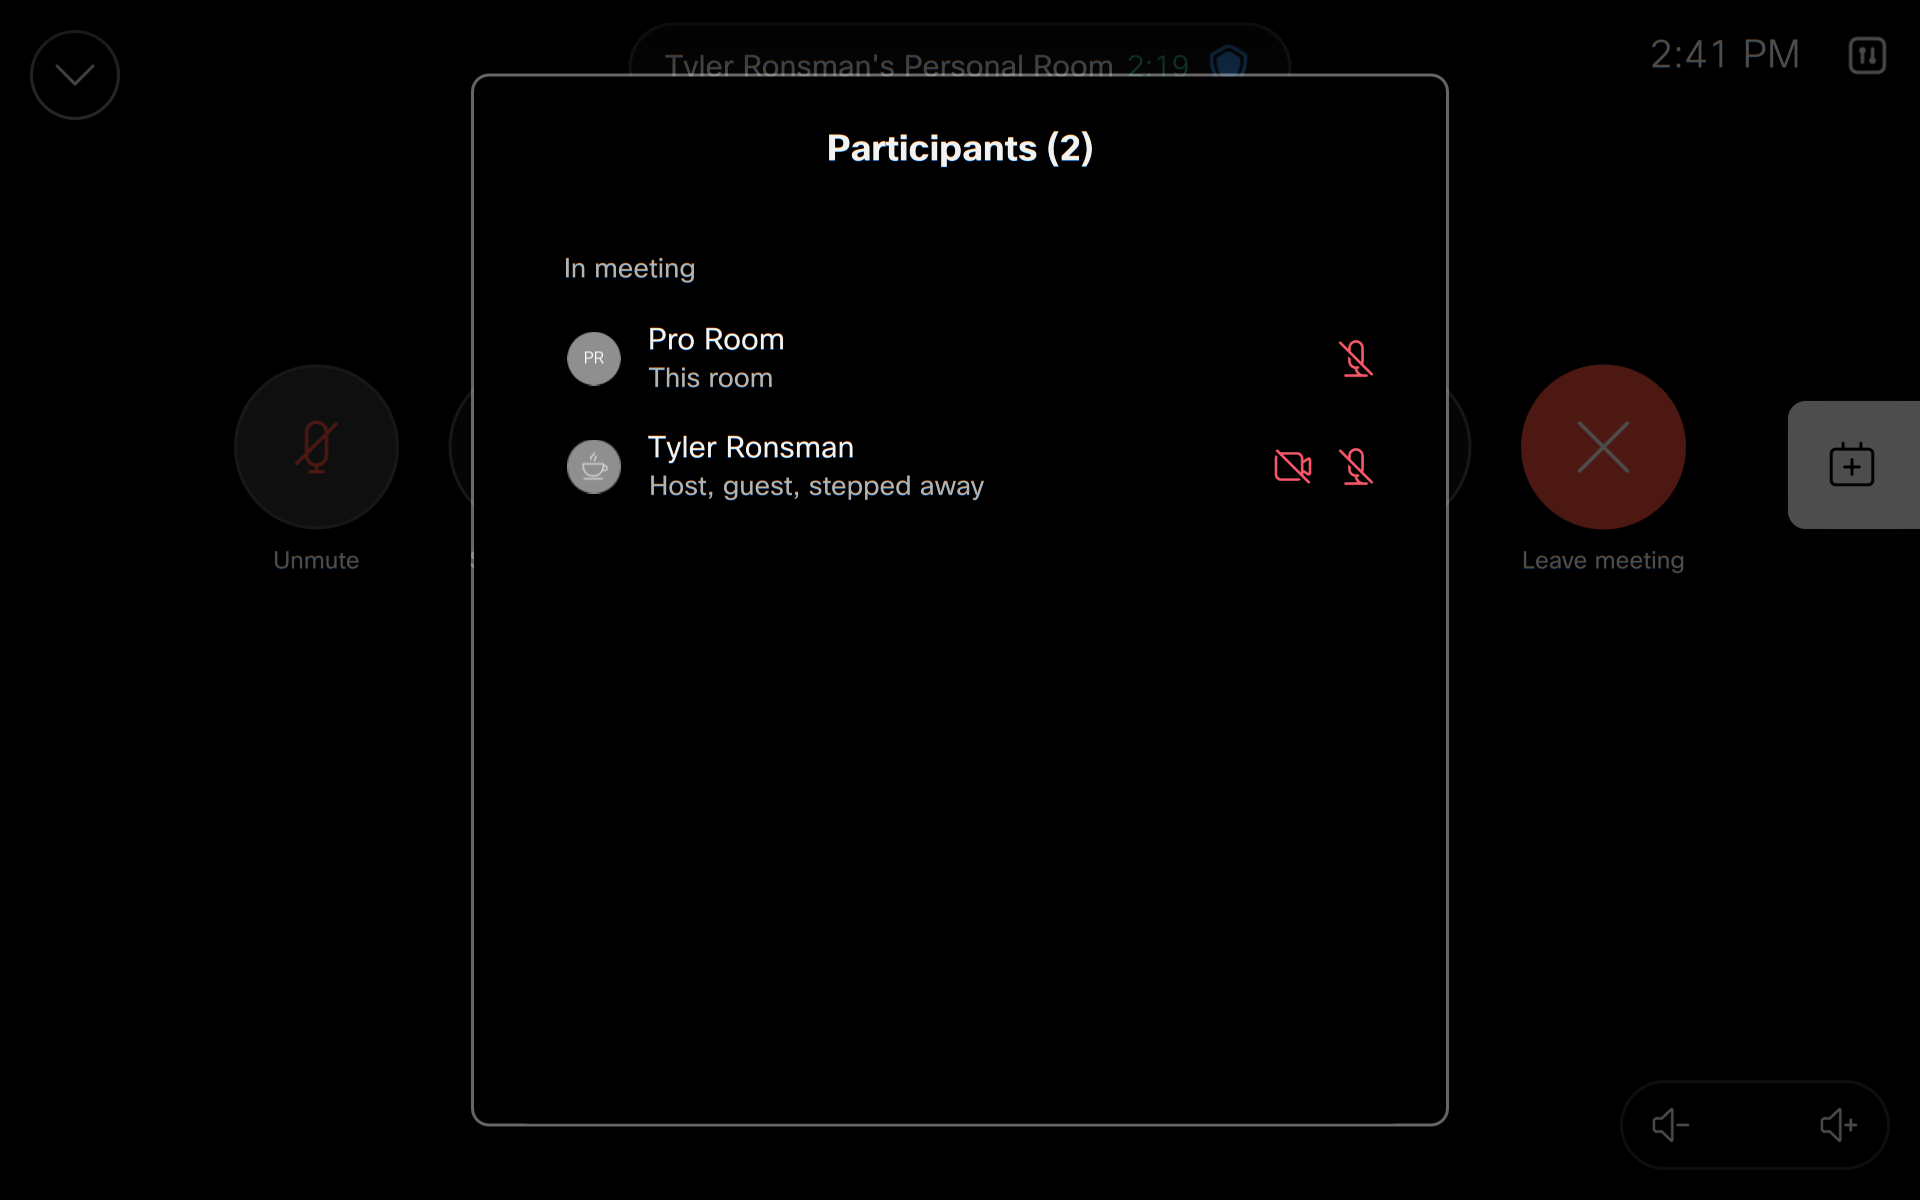 Tyler Ronsman's Personal Room 2:19
2:41 PM
Participants (2)
In meeting
PR
Pro Room
This room
Tyler Ronsman
Host, guest, stepped away
Unmute
Leave meeting